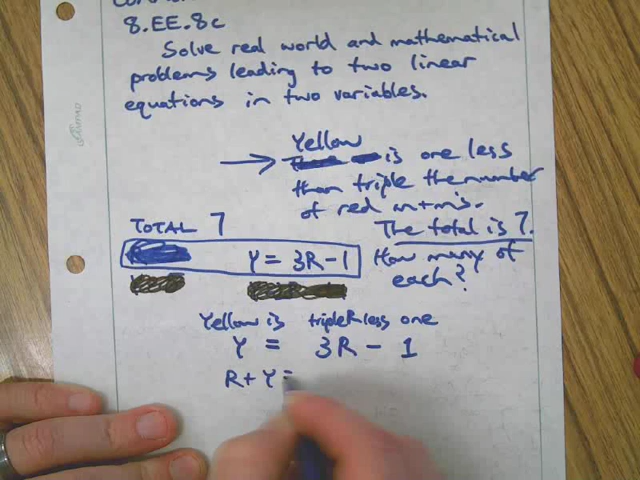 8.EE.8c
Solve real world and mathematical
problems leading to two linear
equations in two variables.
Yellow
→ is one less
than triple the number
of red m+m's.
TOTAL 7 The total is 7.
Y = 3R - 1 How many of
each?
Yellow is triple R less one
Y = 3R - 1
R + Y =